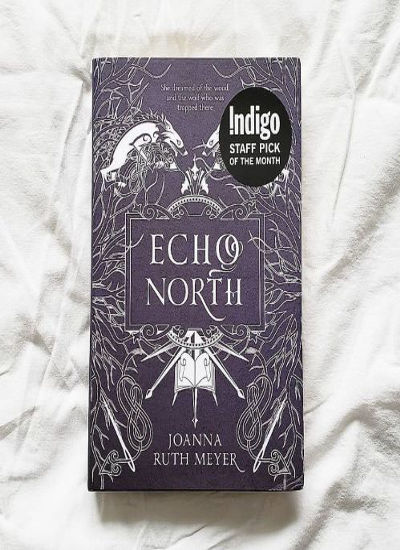 She dreamed of the wood
and the wolf who was
trapped there
!ndigo
STAFF PICK
OF THE MONTH
ECHO
NORTH
JOANNA
RUTH MEYER